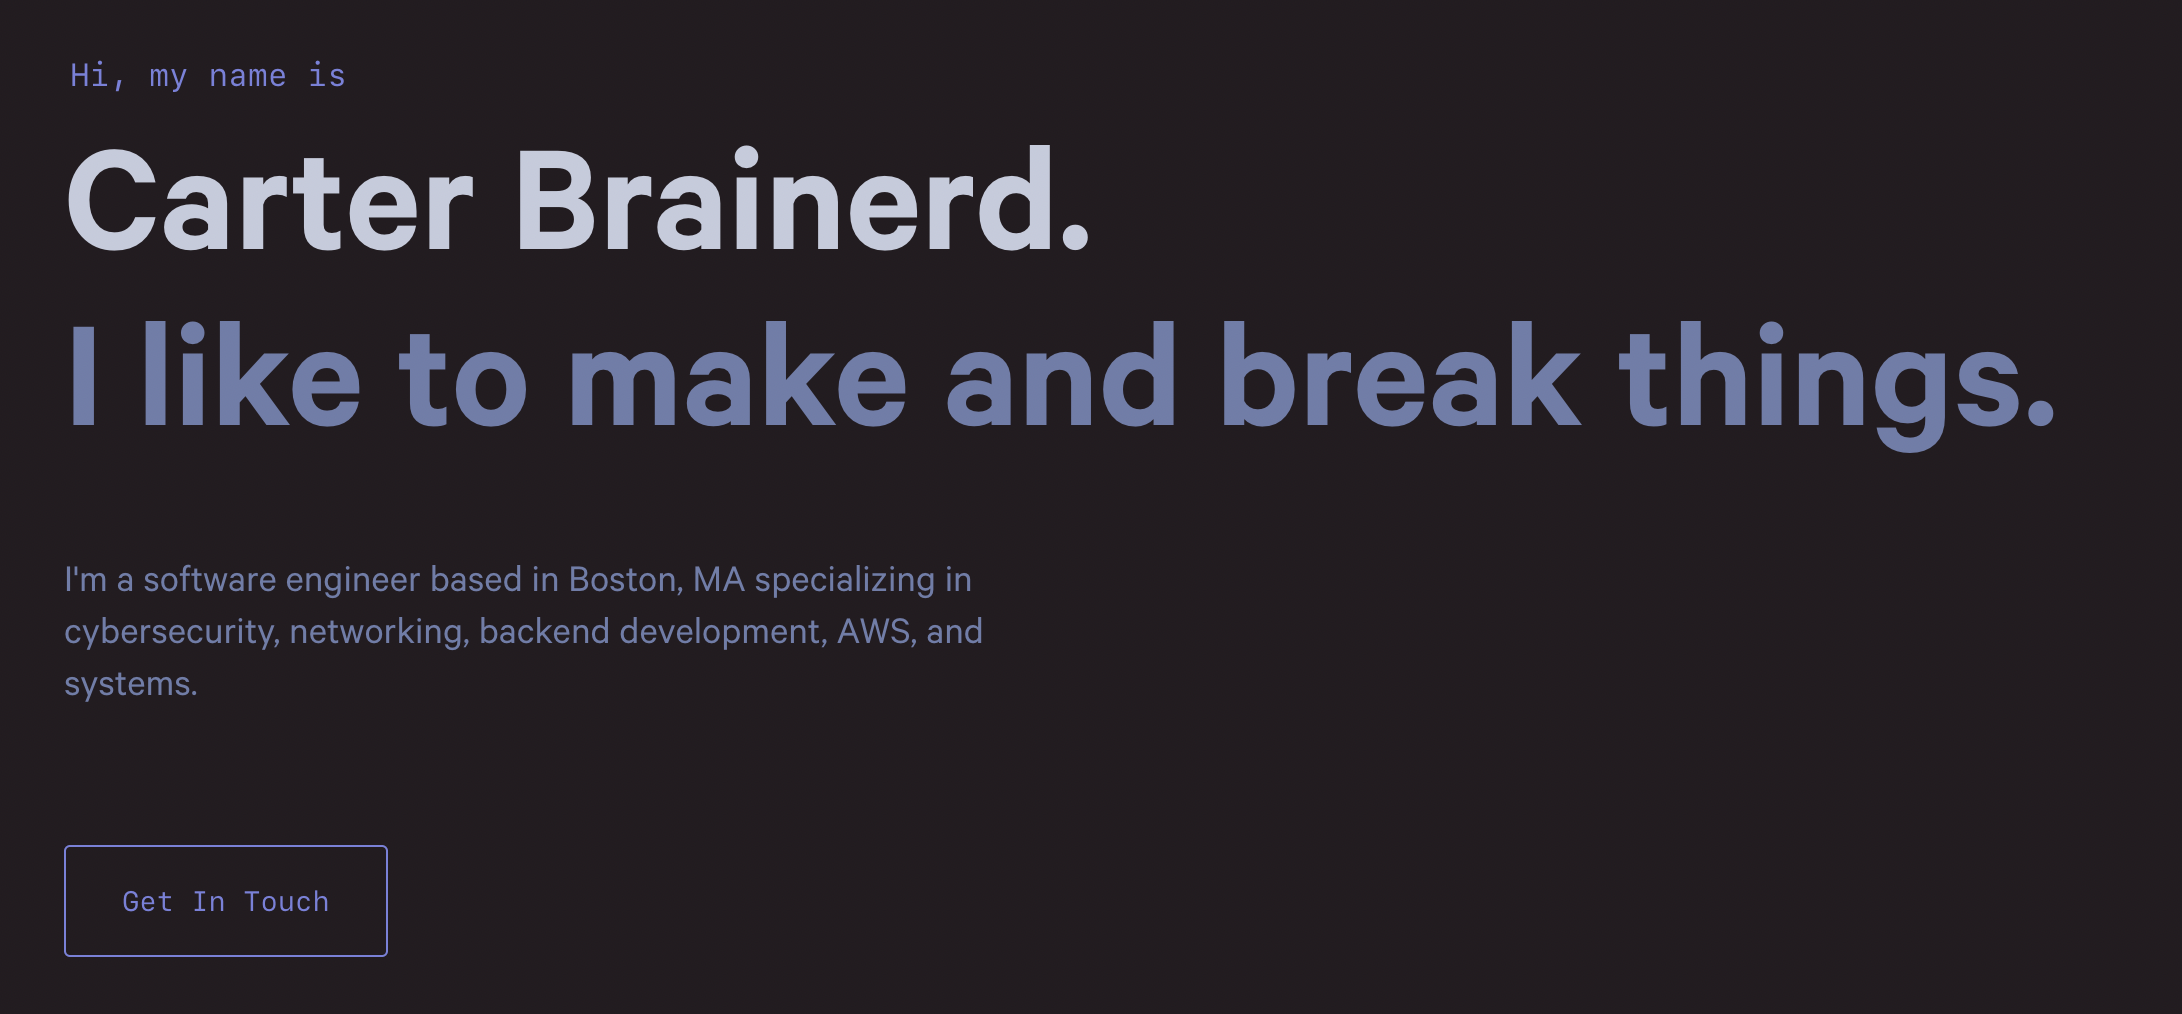 Hi, my name is
Carter Brainerd.
I like to make and break things.
I'm a software engineer based in Boston, MA specializing in
cybersecurity, networking, backend development, AWS, and
systems.
Get In Touch